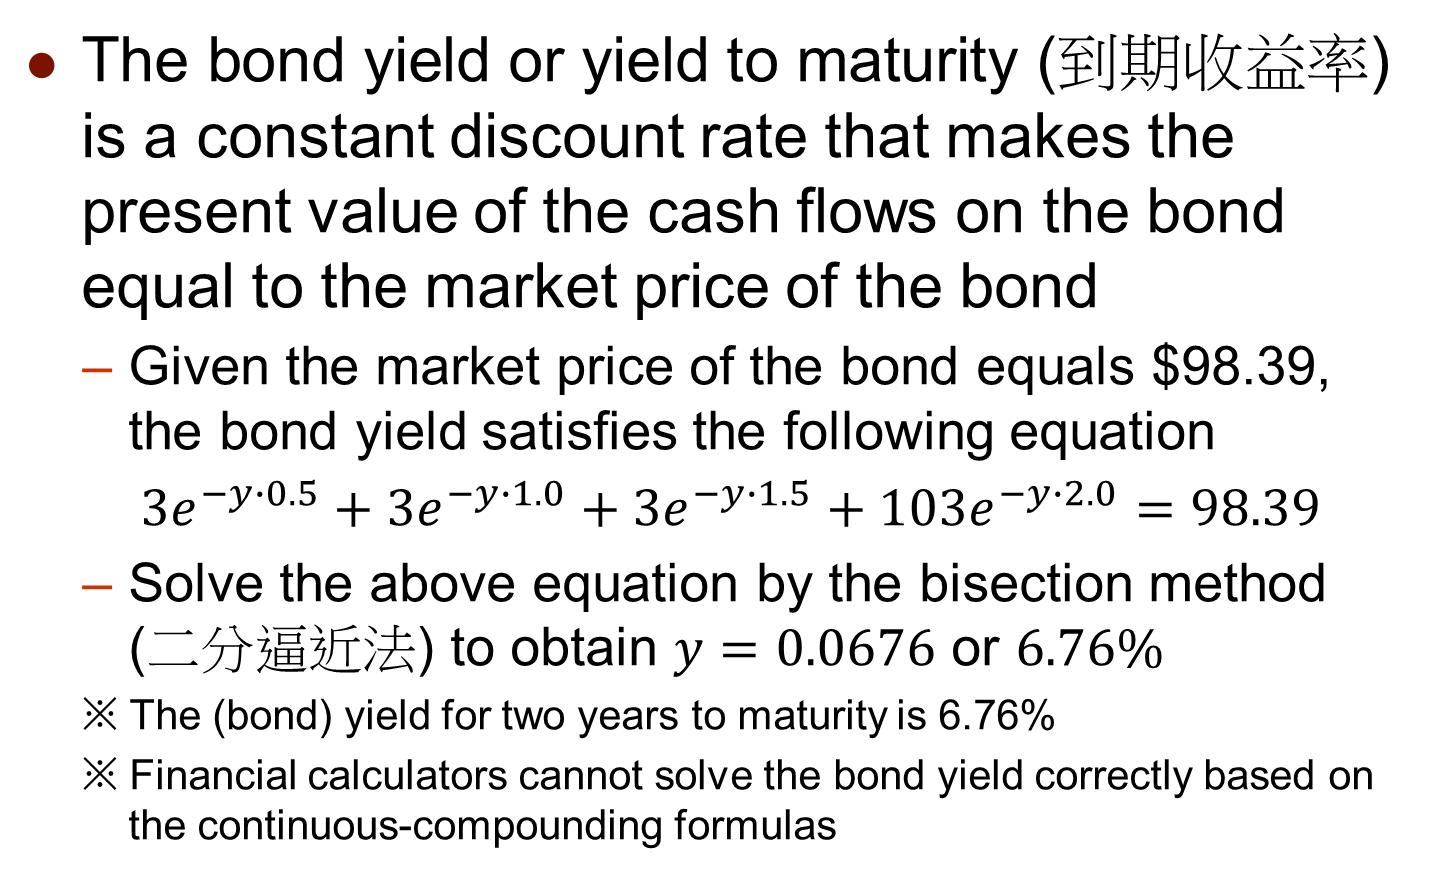 ● The bond yield or yield to maturity (到期收益率)
is a constant discount rate that makes the
present value of the cash flows on the bond
equal to the market price of the bond
– Given the market price of the bond equals $98.39,
the bond yield satisfies the following equation
3e^{−y·0.5} + 3e^{−y·1.0} + 3e^{−y·1.5} + 103e^{−y·2.0} = 98.39
– Solve the above equation by the bisection method
(二分逼近法) to obtain y = 0.0676 or 6.76%
※ The (bond) yield for two years to maturity is 6.76%
※ Financial calculators cannot solve the bond yield correctly based on
the continuous-compounding formulas